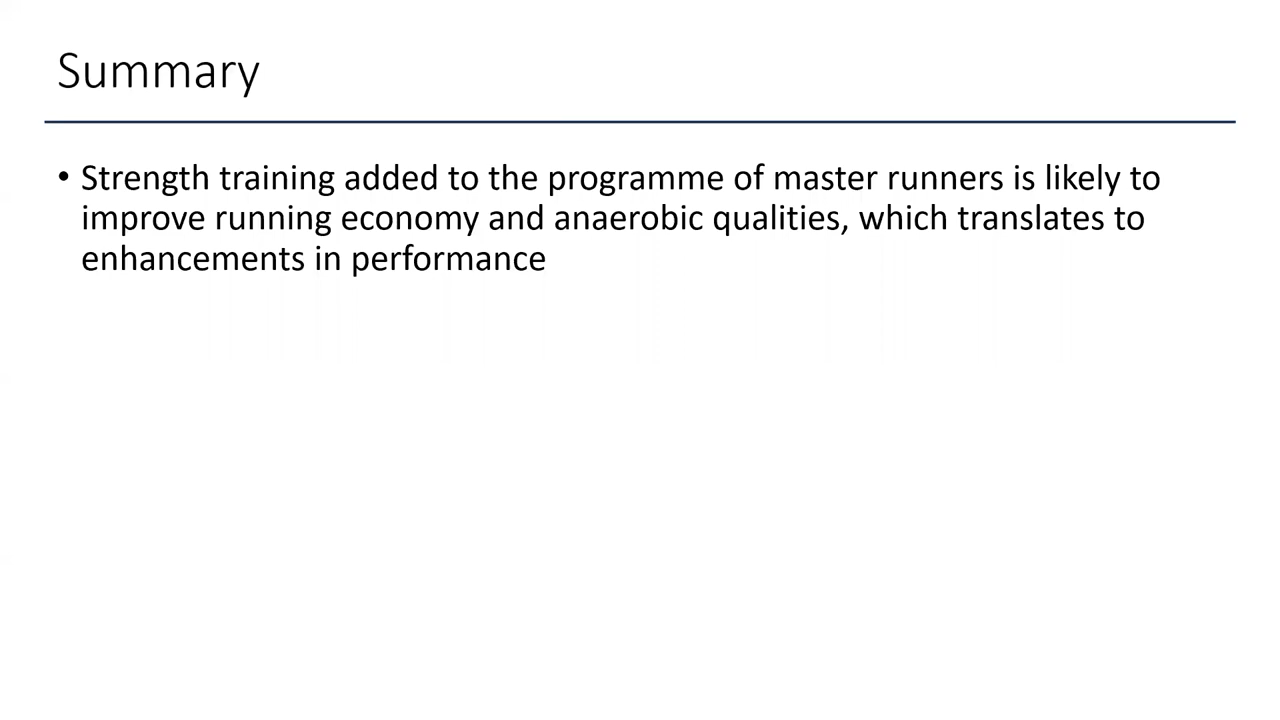 Summary
• Strength training added to the programme of master runners is likely to
improve running economy and anaerobic qualities, which translates to
enhancements in performance